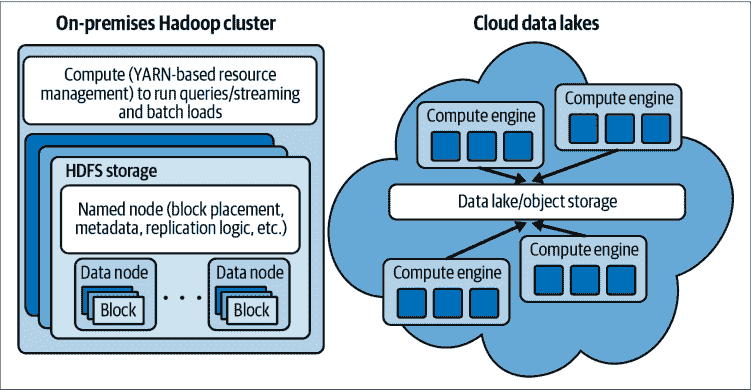 On-premises Hadoop cluster
Compute (YARN-based resource
management) to run queries/streaming
and batch loads
HDFS storage
Named node (block placement,
metadata, replication logic, etc.)
Data node
Block
. . .
Data node
Block
Cloud data lakes
Compute engine
Compute engine
Data lake/object storage
Compute engine
Compute engine